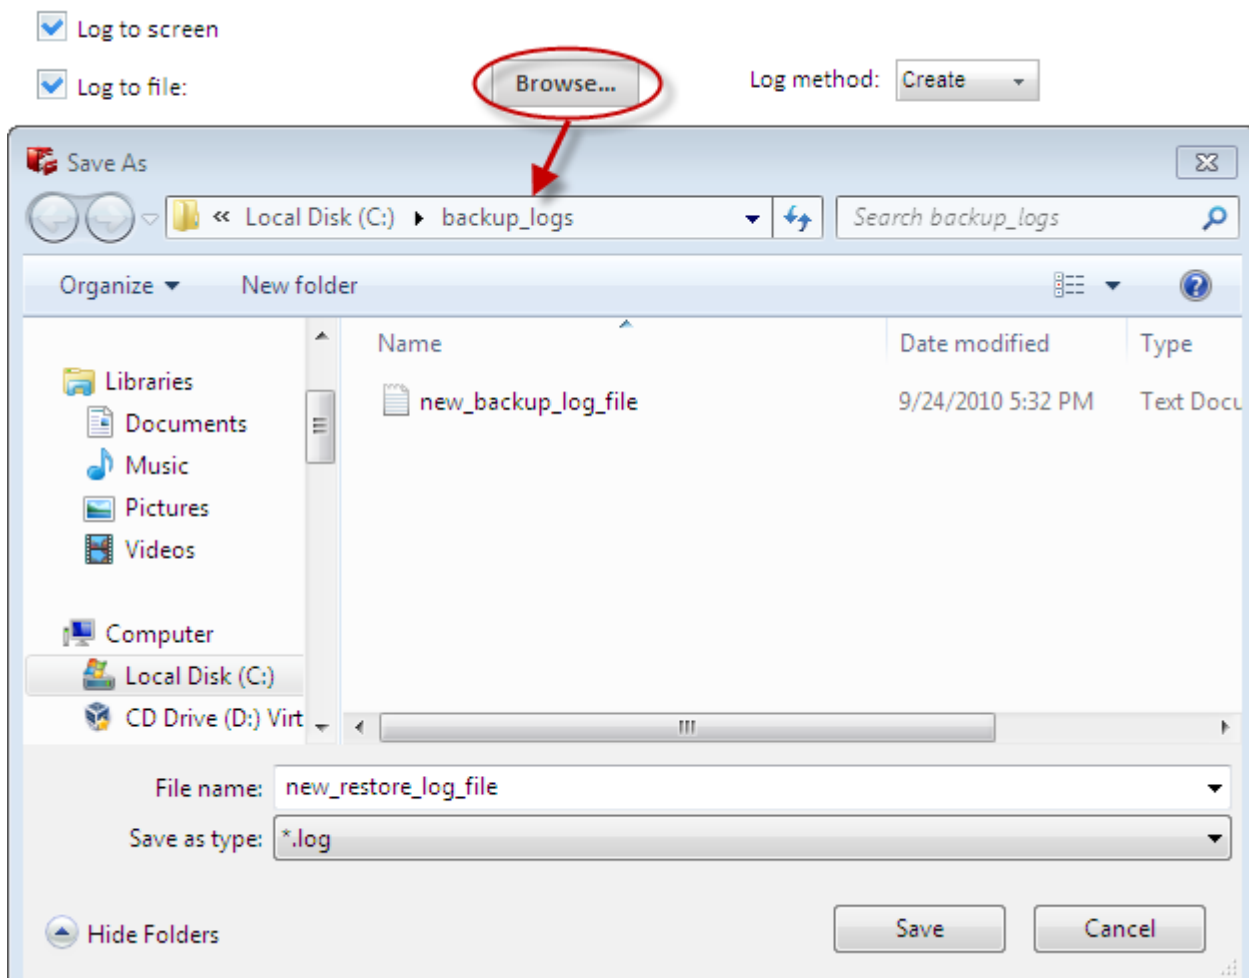 Log to screen
Log to file: Browse... Log method: Create
Save As
« Local Disk (C:) backup_logs Search backup_logs
Organize New folder
Name Date modified Type
Libraries
new_backup_log_file 9/24/2010 5:32 PM Text Docu
Documents
Music
Pictures
Videos
Computer
Local Disk (C:)
CD Drive (D:) Virt
File name: new_restore_log_file
Save as type: *.log
Hide Folders Save Cancel